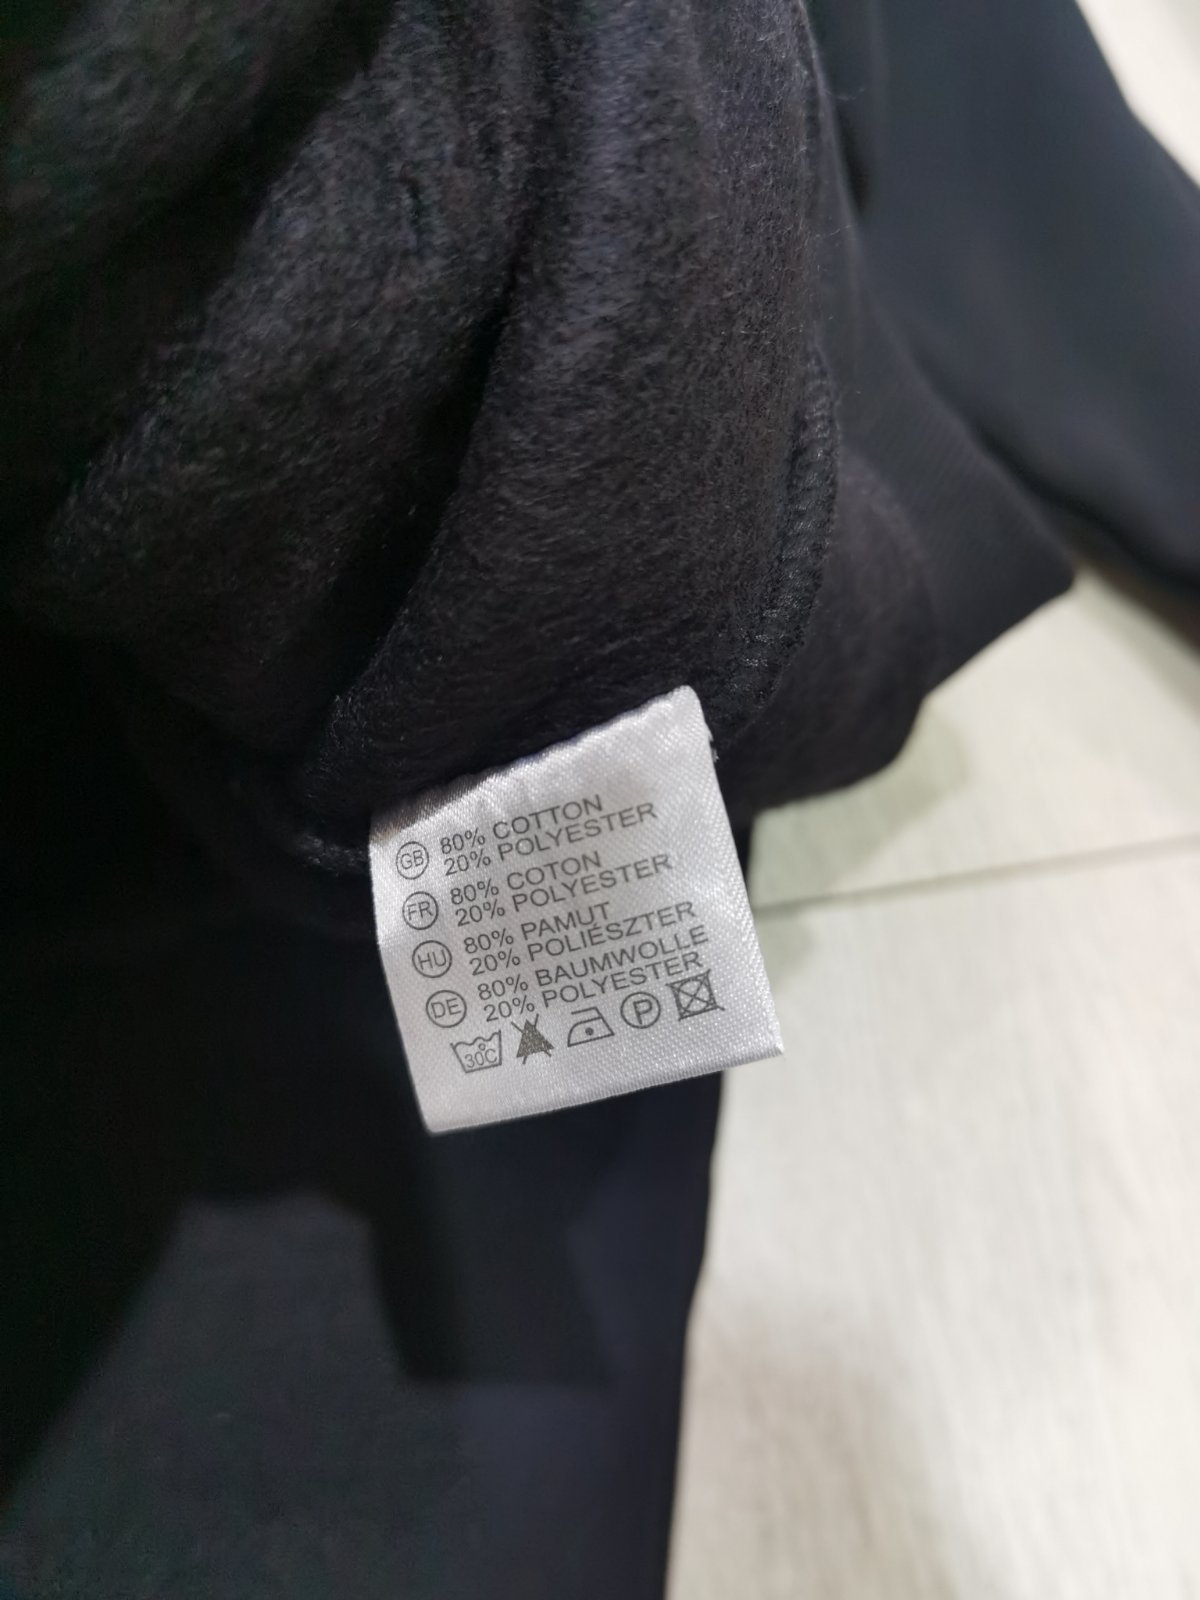 GB 80% COTTON
20% POLYESTER
FR 80% COTON
20% POLYESTER
HU 80% PAMUT
20% POLIÉSZTER
DE 80% BAUMWOLLE
20% POLYESTER
30C P